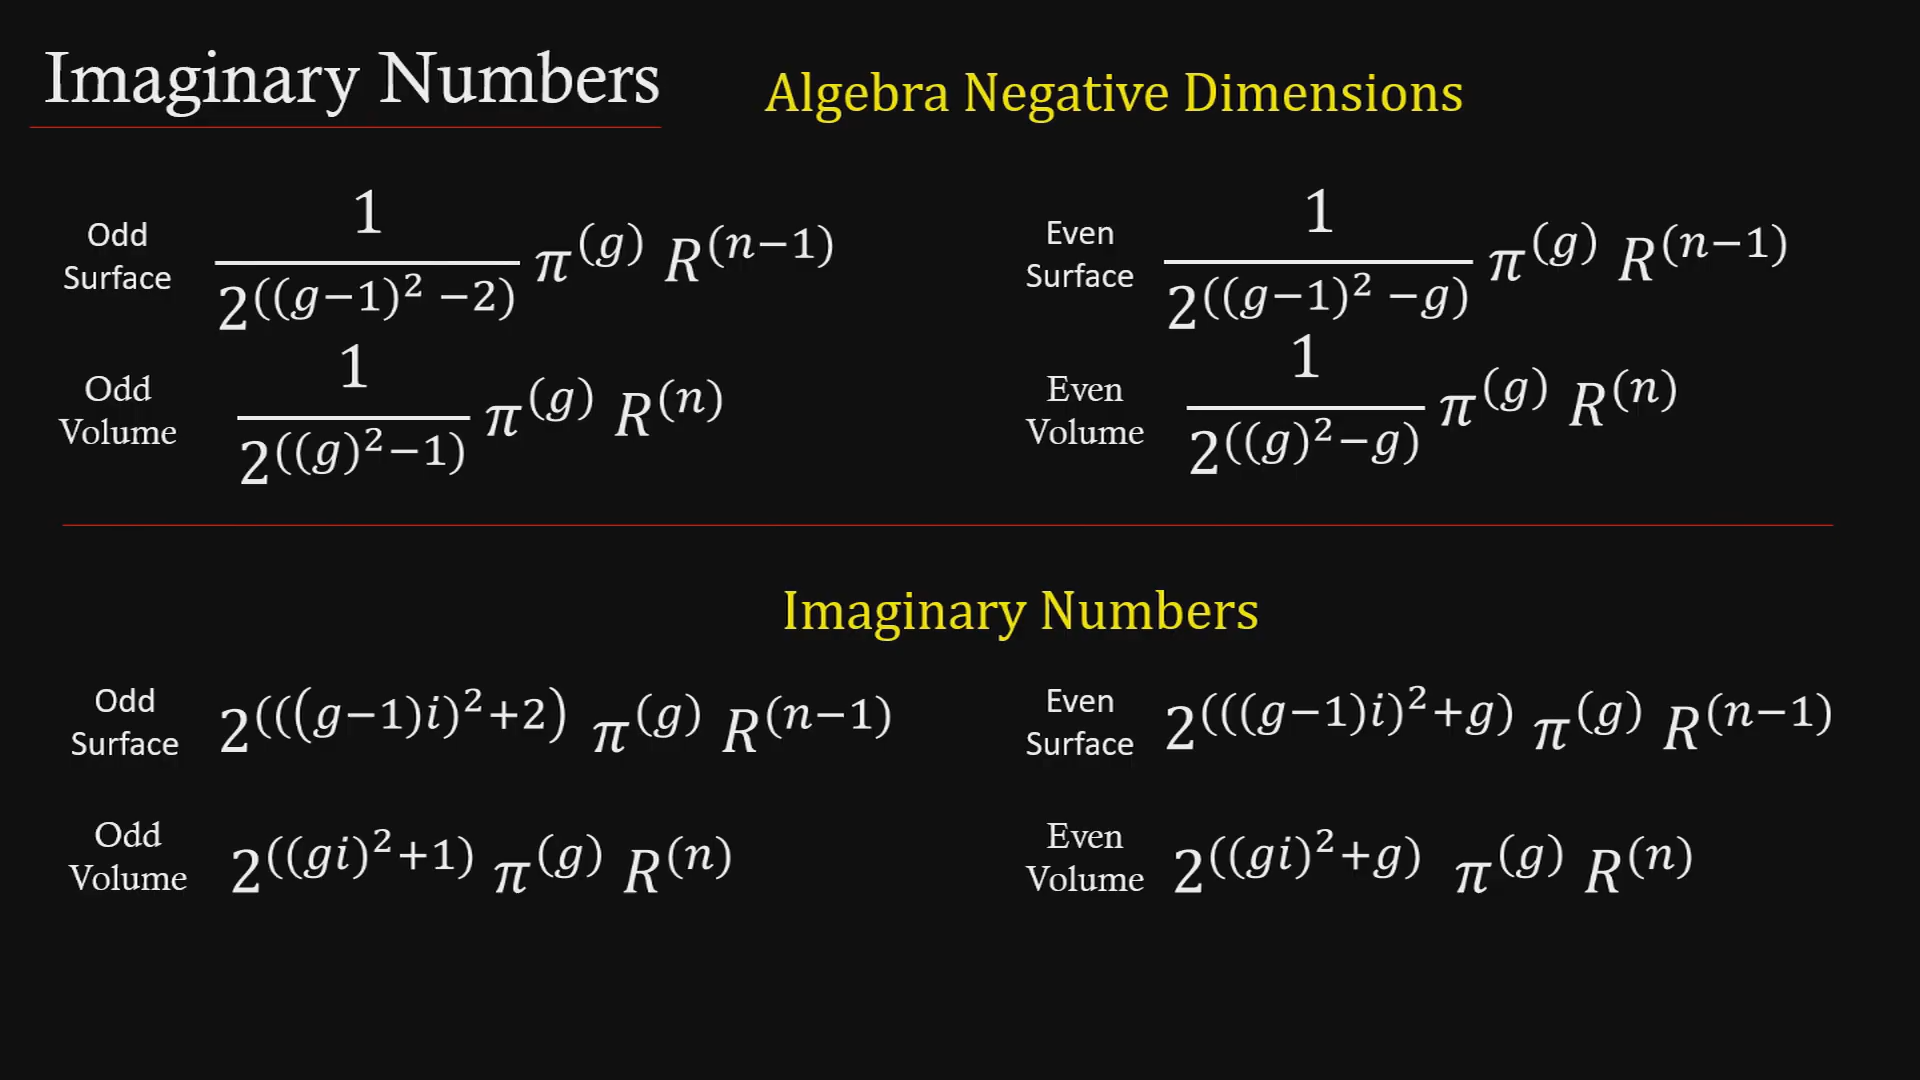 Imaginary Numbers
Algebra Negative Dimensions
Odd Surface 1/2^((g−1)² −2) π^(g) R^(n−1)
Even Surface 1/2^((g−1)² −g) π^(g) R^(n−1)
Odd Volume 1/2^((g)²−1) π^(g) R^(n)
Even Volume 1/2^((g)²−g) π^(g) R^(n)
Imaginary Numbers
Odd Surface 2^(((g−1)i)²+2) π^(g) R^(n−1)
Even Surface 2^(((g−1)i)²+g) π^(g) R^(n−1)
Odd Volume 2^((gi)²+1) π^(g) R^(n)
Even Volume 2^((gi)²+g) π^(g) R^(n)